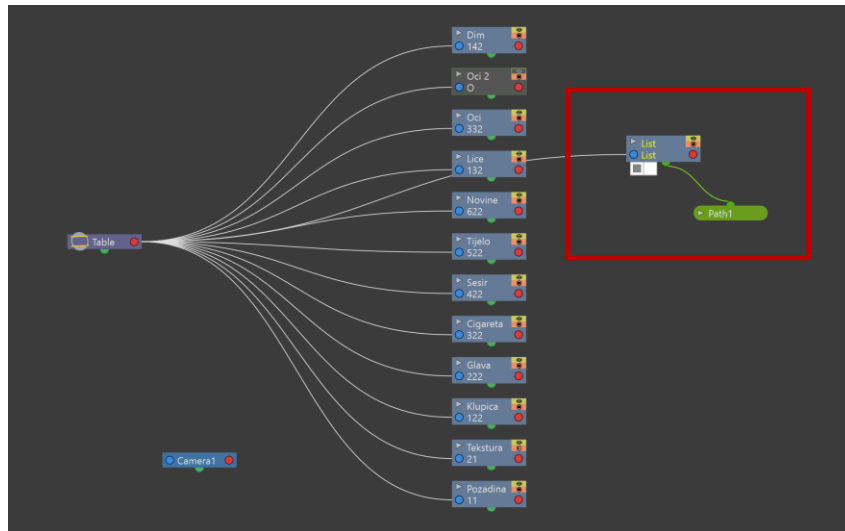 Dim
142
Oci 2
0
Oci
332
Lice
132
List
List
Novine
622
Path1
Table
Tijelo
522
Sesir
422
Cigareta
322
Glava
222
Klupica
122
Tekstura
21
Camera1
Pozadina
11